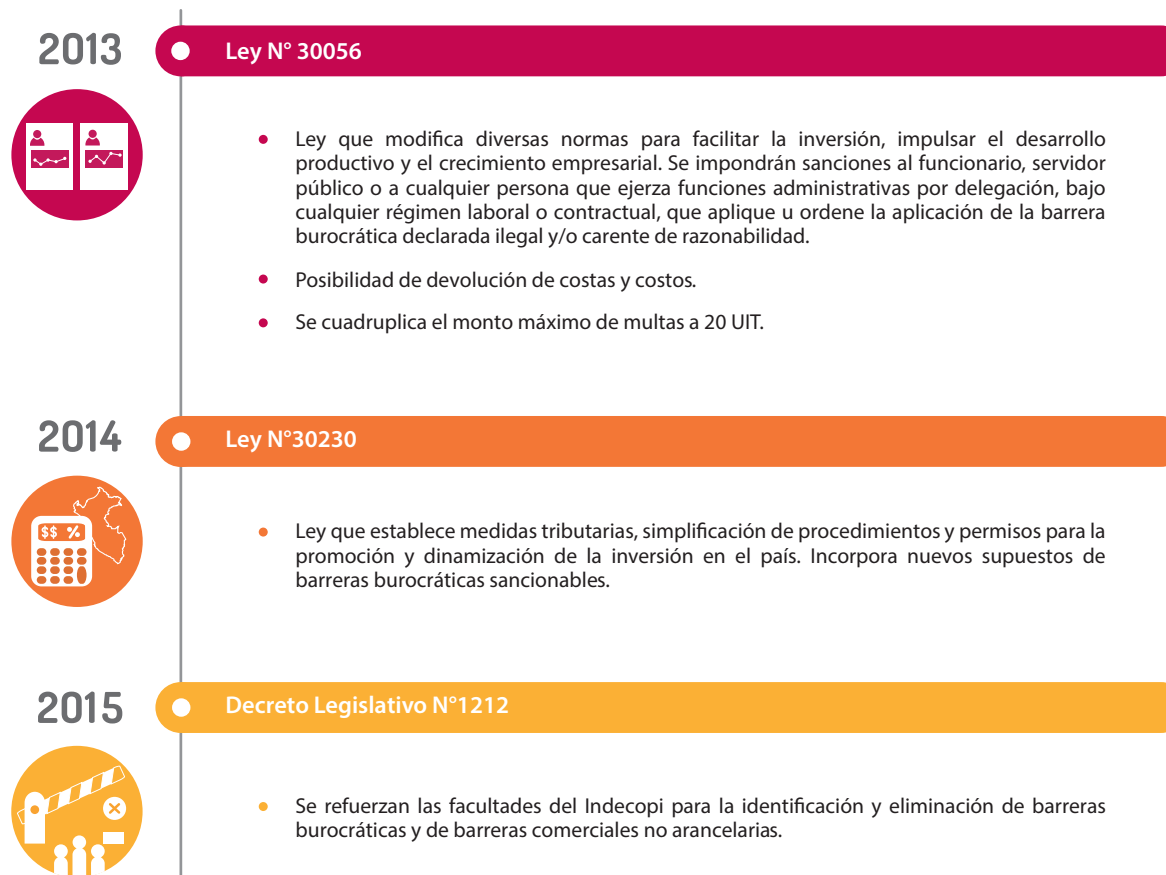 2013
Ley N° 30056
Ley que modifica diversas normas para facilitar la inversión, impulsar el desarrollo
productivo y el crecimiento empresarial. Se impondrán sanciones al funcionario, servidor
público o a cualquier persona que ejerza funciones administrativas por delegación, bajo
cualquier régimen laboral o contractual, que aplique u ordene la aplicación de la barrera
burocrática declarada ilegal y/o carente de razonabilidad.
Posibilidad de devolución de costas y costos.
Se cuadruplica el monto máximo de multas a 20 UIT.
2014
Ley N°30230
$$ %
Ley que establece medidas tributarias, simplificación de procedimientos y permisos para la
promoción y dinamización de la inversión en el país. Incorpora nuevos supuestos de
barreras burocráticas sancionables.
2015
Decreto Legislativo N°1212
Se refuerzan las facultades del Indecopi para la identificación y eliminación de barreras
burocráticas y de barreras comerciales no arancelarias.